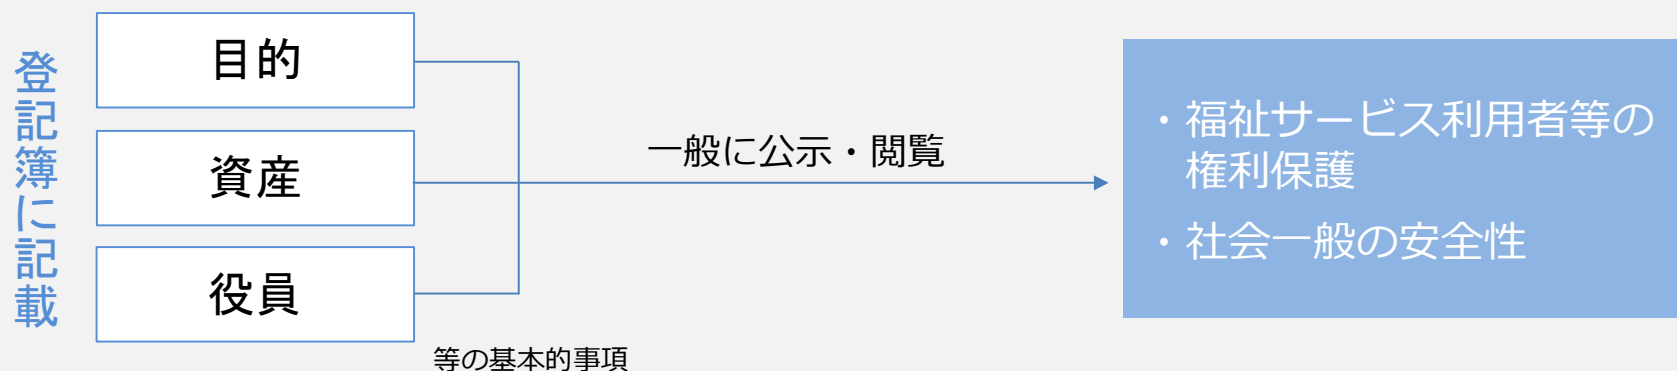 登記簿に記載
目的
資産
役員
等の基本的事項
一般に公示・閲覧
・福祉サービス利用者等の
権利保護
・社会一般の安全性